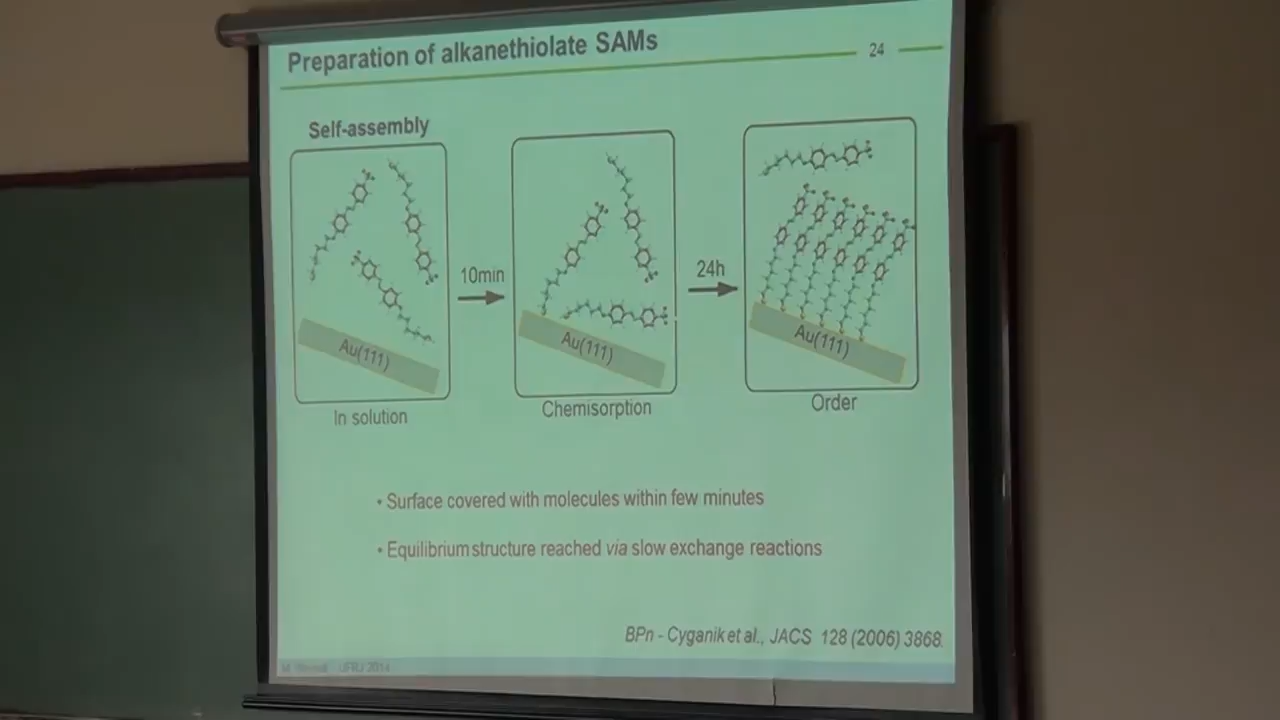 Preparation of alkanethiolate SAMs
24
Self-assembly
10min
24h
Au(111)
Au(111)
Au(111)
In solution
Chemisorption
Order
• Surface covered with molecules within few minutes
• Equilibrium structure reached via slow exchange reactions
BPn - Cyganik et al., JACS 128 (2006) 3868.
UFRJ 2014